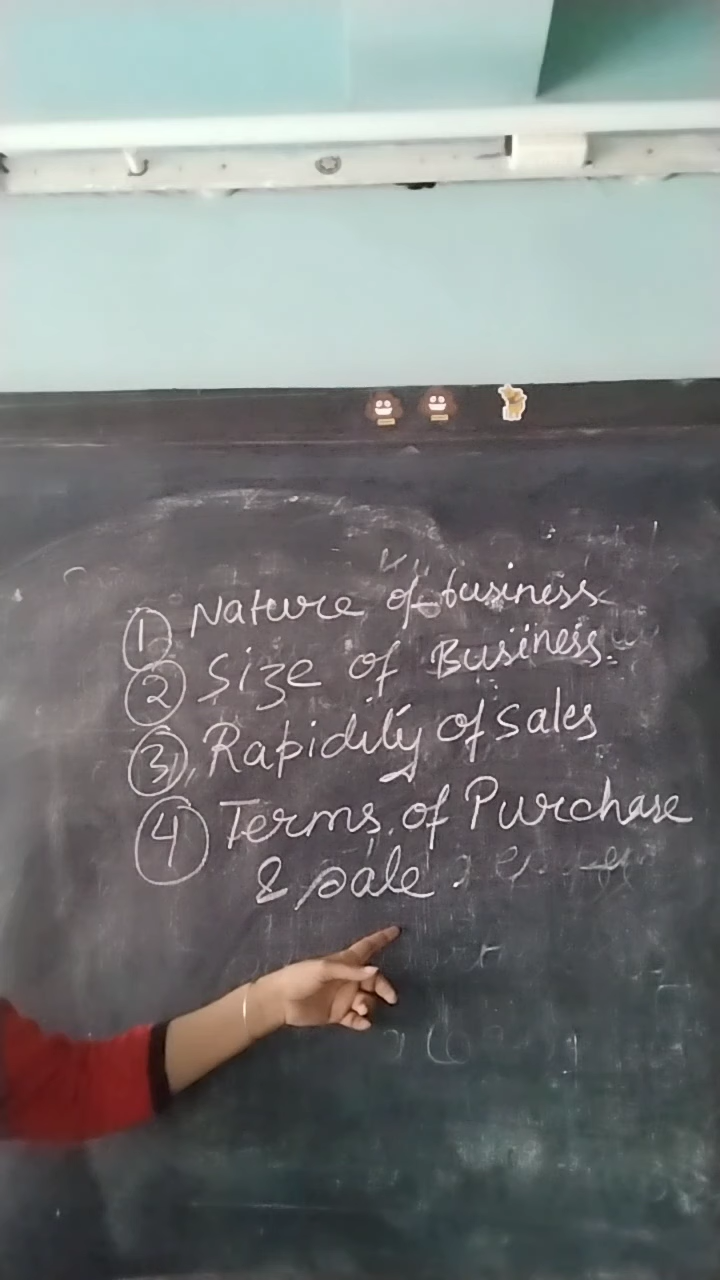 ① Nature of business
② Size of Business.
③ Rapidity of Sales
④ Terms of Purchase
& sale.